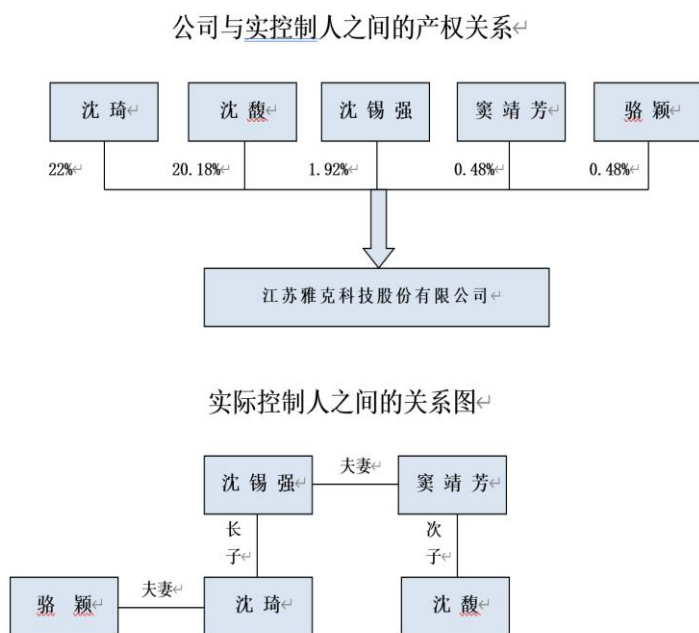 公司与实控制人之间的产权关系↵
沈 琦↵
沈 馥↵
沈 锡 强↵
窦 靖 芳↵
骆 颖↵
22%↵
20.18%↵
1.92%↵
0.48%↵
0.48%↵
江苏雅克科技股份有限公司↵
实际控制人之间的关系图↵
沈 锡 强↵
夫妻↵
窦 靖 芳↵
长
子↵
次
子↵
骆 颖↵
夫妻↵
沈 琦↵
沈 馥↵